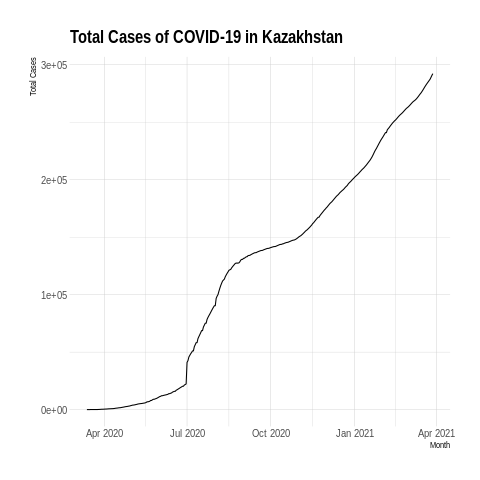 Total Cases of COVID-19 in Kazakhstan
Total Cases
3e+05
2e+05
1e+05
0e+00
Apr 2020
Jul 2020
Oct 2020
Jan 2021
Apr 2021
Month